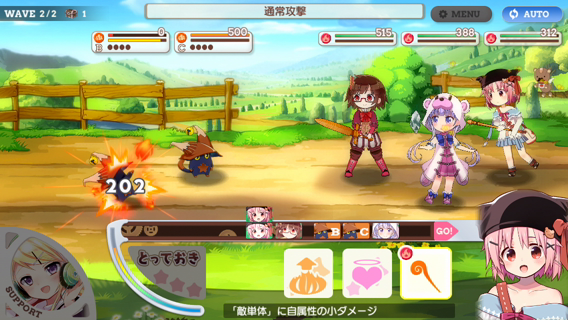 WAVE 2/2 1
通常攻撃
MENU
AUTO
0
B
500
C
515
388
312
202
B
C
GO!
SUPPORT
とっておき
「敵単体」に自属性の小ダメージ